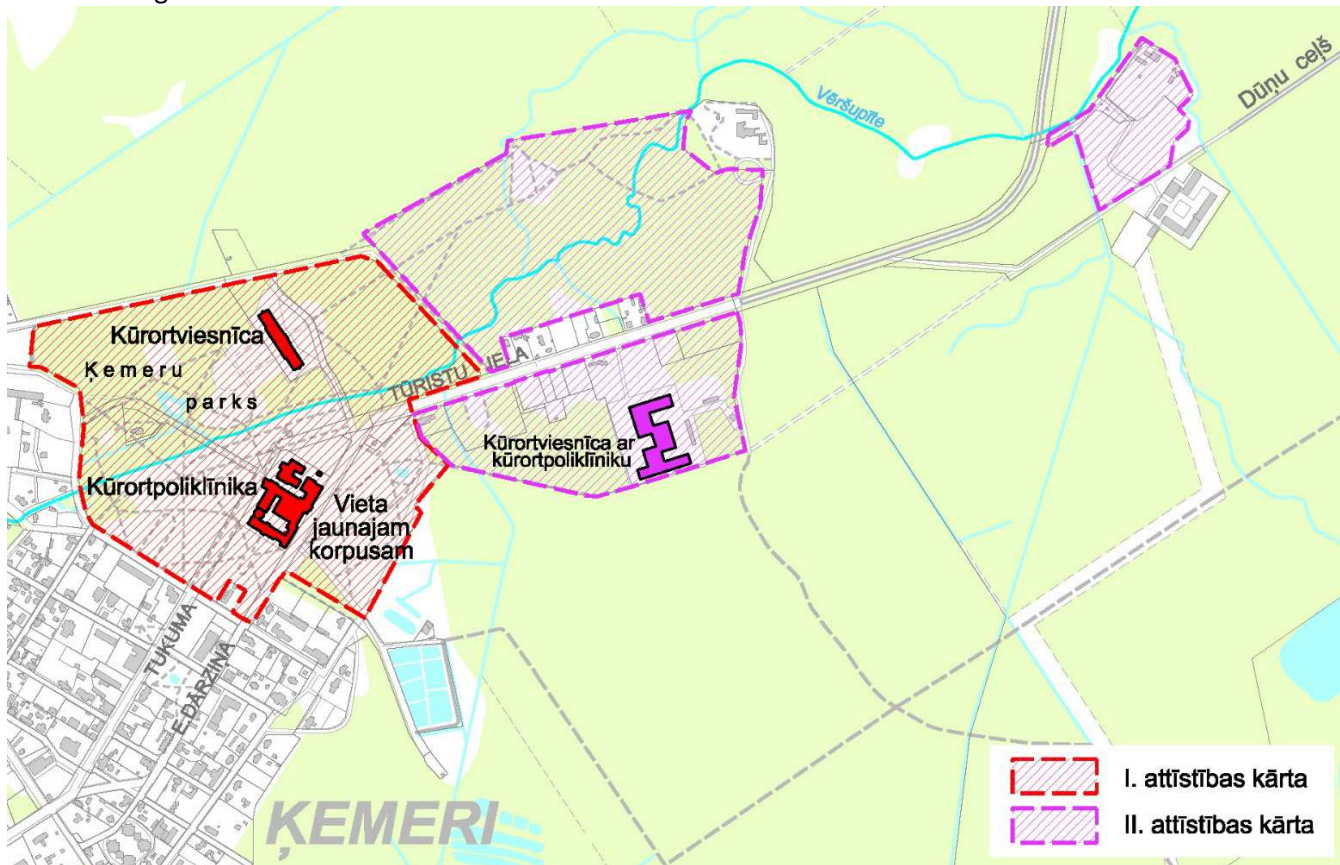 Dūņu ceļš
Vēršupīte
Kūrortviesnīca
Ķemeru
parks
TŪRISTU IELA
Kūrortviesnīca ar
kūrortpoliklīniku
Kūrortpoliklīnika
Vieta
jaunajam
korpusam
TUKUMA
E.DĀRZIŅA
ĶEMERI
I. attīstības kārta
II. attīstības kārta